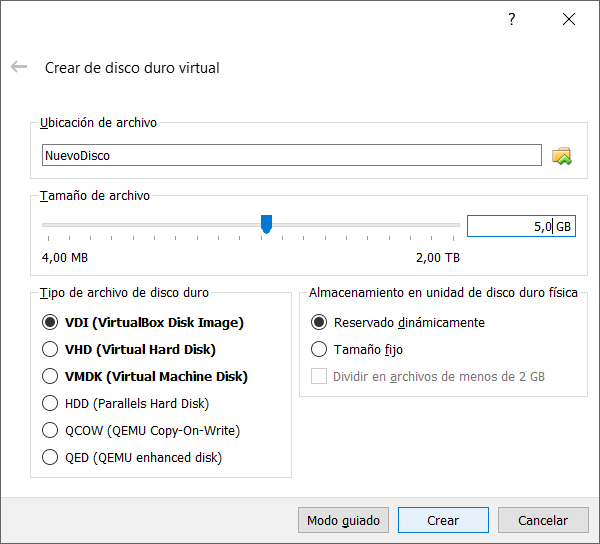 ?
Crear de disco duro virtual
Ubicación de archivo
NuevoDisco
Tamaño de archivo
5,0 GB
4,00 MB 2,00 TB
Tipo de archivo de disco duro
VDI (VirtualBox Disk Image)
VHD (Virtual Hard Disk)
VMDK (Virtual Machine Disk)
HDD (Parallels Hard Disk)
QCOW (QEMU Copy-On-Write)
QED (QEMU enhanced disk)
Almacenamiento en unidad de disco duro física
Reservado dinámicamente
Tamaño fijo
Dividir en archivos de menos de 2 GB
Modo guiado Crear Cancelar